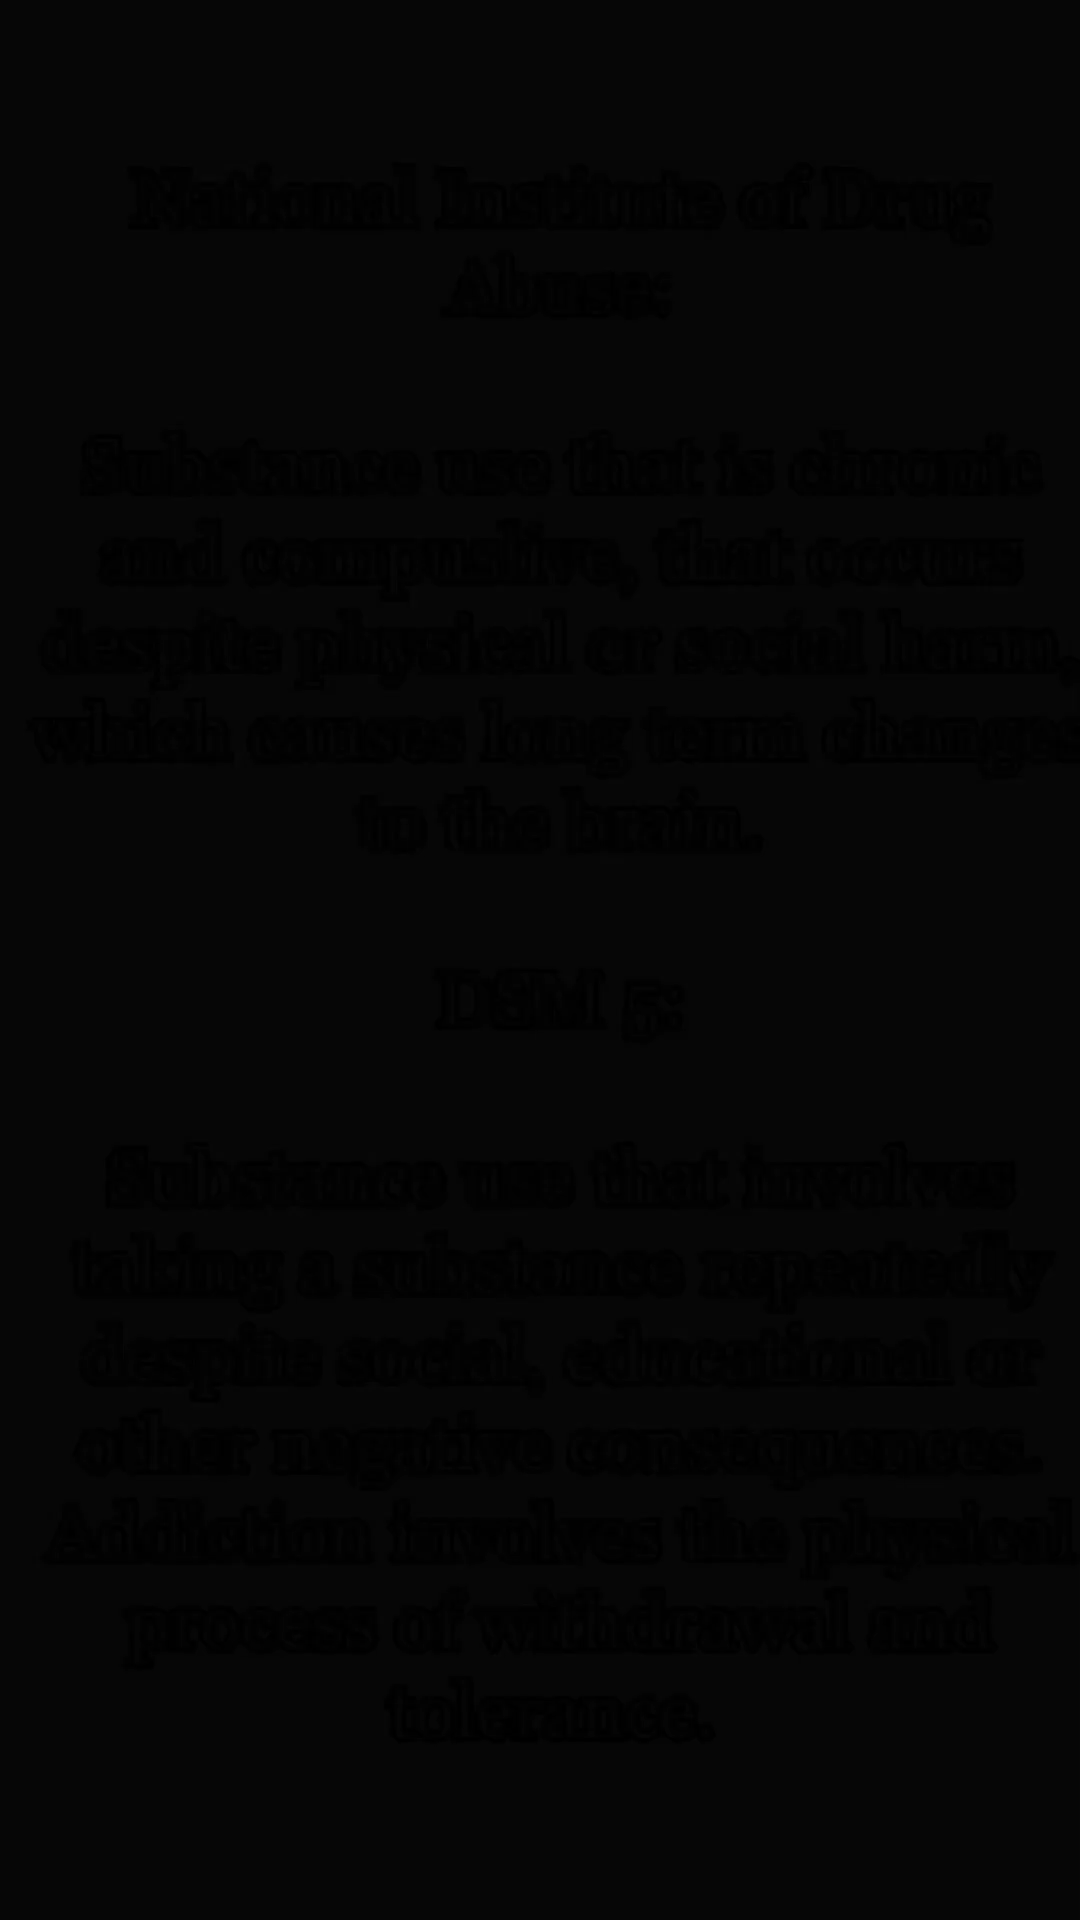 National Institute of Drug
Abuse:
Substance use that is chronic
and compuslive, that occurs
despite physical or social harm,
which causes long term changes
to the brain.
DSM 5:
Substance use that involves
taking a substance repeatedly
despite social, educational or
other negative consequences.
Addiction involves the physical
process of withdrawal and
tolerance.